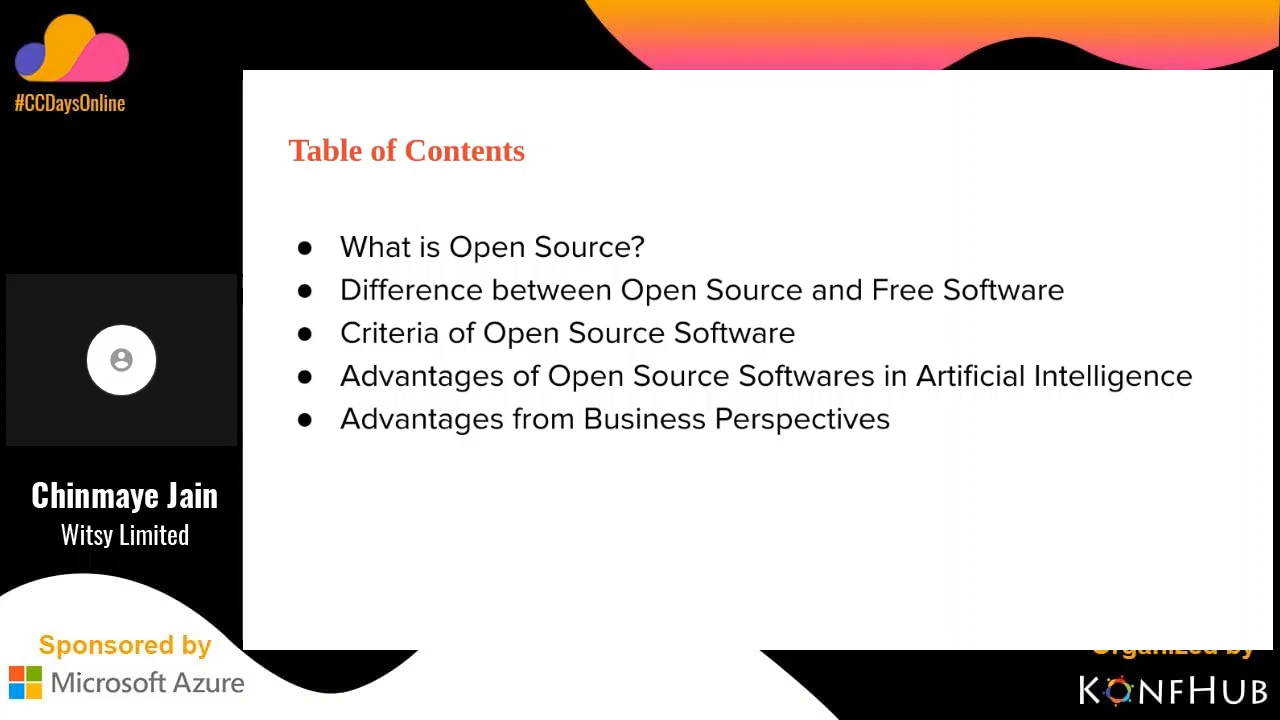 #CCDaysOnline
Table of Contents
● What is Open Source?
● Difference between Open Source and Free Software
● Criteria of Open Source Software
● Advantages of Open Source Softwares in Artificial Intelligence
● Advantages from Business Perspectives
Chinmaye Jain
Witsy Limited
Sponsored by
Microsoft Azure
Organized by
KONFHUB